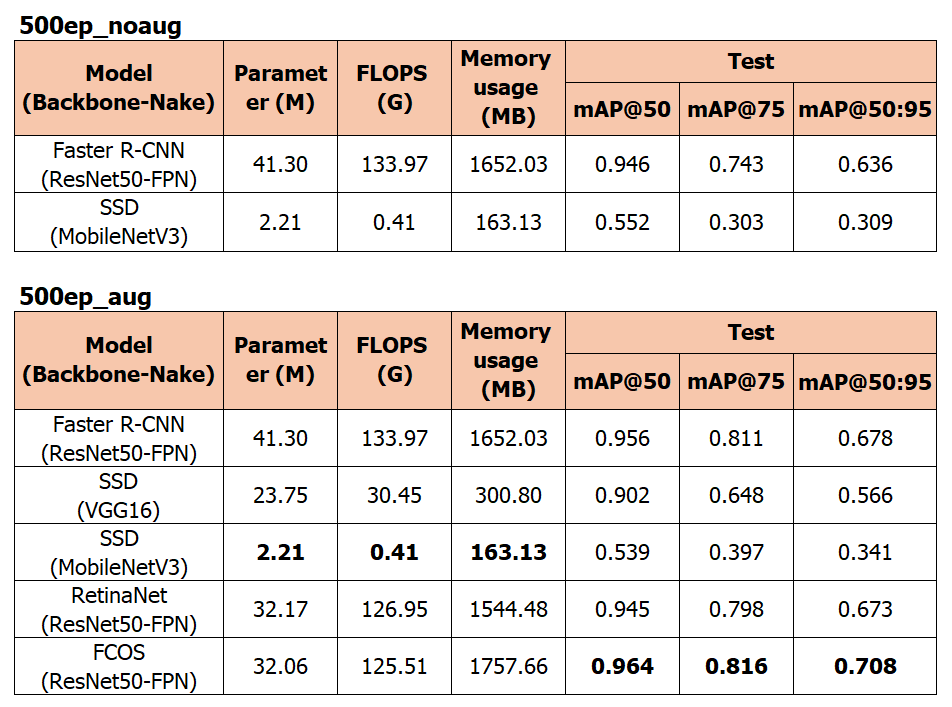 500ep_noaug
Model (Backbone-Nake) Paramet er (M) FLOPS (G) Memory usage (MB) Test
mAP@50 mAP@75 mAP@50:95
Faster R-CNN (ResNet50-FPN) 41.30 133.97 1652.03 0.946 0.743 0.636
SSD (MobileNetV3) 2.21 0.41 163.13 0.552 0.303 0.309
500ep_aug
Model (Backbone-Nake) Paramet er (M) FLOPS (G) Memory usage (MB) Test
mAP@50 mAP@75 mAP@50:95
Faster R-CNN (ResNet50-FPN) 41.30 133.97 1652.03 0.956 0.811 0.678
SSD (VGG16) 23.75 30.45 300.80 0.902 0.648 0.566
SSD (MobileNetV3) 2.21 0.41 163.13 0.539 0.397 0.341
RetinaNet (ResNet50-FPN) 32.17 126.95 1544.48 0.945 0.798 0.673
FCOS (ResNet50-FPN) 32.06 125.51 1757.66 0.964 0.816 0.708